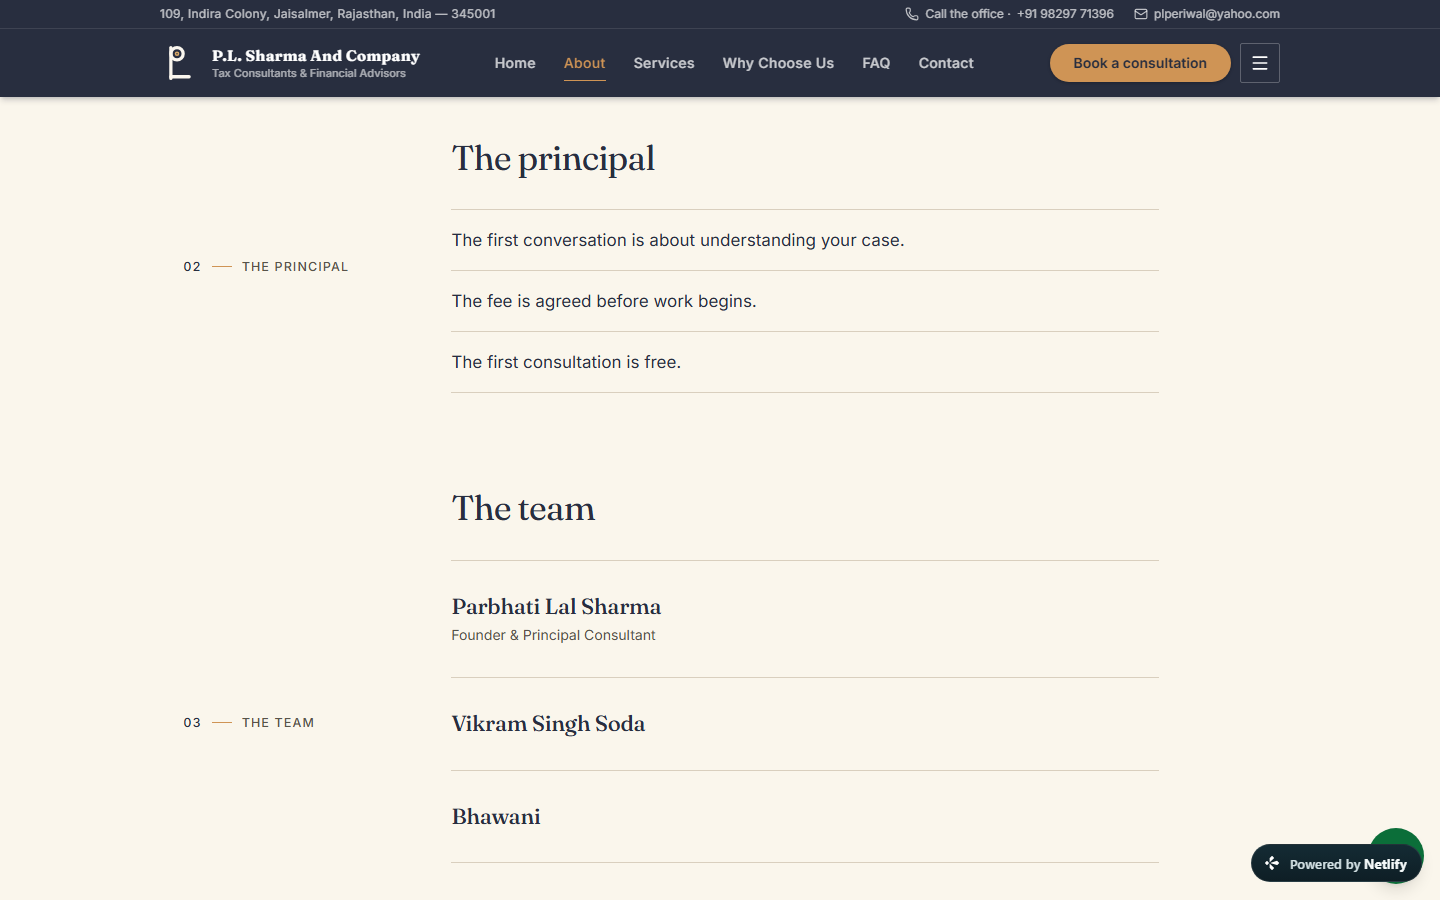 109, Indira Colony, Jaisalmer, Rajasthan, India — 345001
Call the office · +91 98297 71396
plperiwal@yahoo.com
P.L. Sharma And Company
Tax Consultants & Financial Advisors
Home
About
Services
Why Choose Us
FAQ
Contact
Book a consultation
02 — THE PRINCIPAL
The principal
The first conversation is about understanding your case.
The fee is agreed before work begins.
The first consultation is free.
03 — THE TEAM
The team
Parbhati Lal Sharma
Founder & Principal Consultant
Vikram Singh Soda
Bhawani
Powered by Netlify